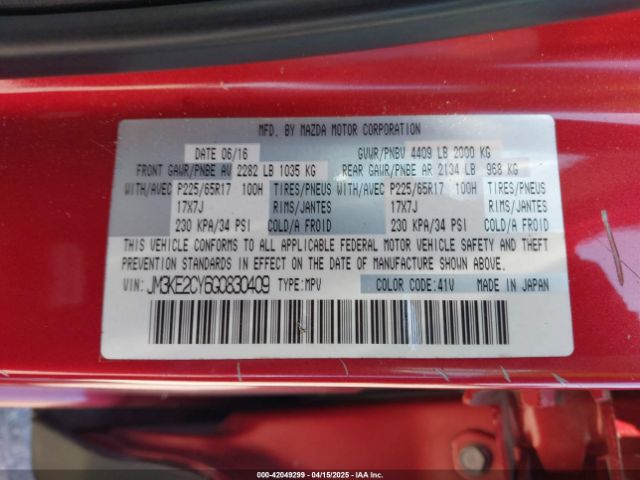 MFD. BY MAZDA MOTOR CORPORATION
DATE 06/16 GVWR/PNBV 4409 LB 2000 KG
FRONT GAWR/PNBE AV 2282 LB 1035 KG REAR GAWR/PNBE AR 2134 LB 968 KG
WITH/AVEC P225/65R17 100H TIRES/PNEUS WITH/AVEC P225/65R17 100H TIRES/PNEUS
17X7J RIMS/JANTES 17X7J RIMS/JANTES
230 KPA/34 PSI COLD/A FROID 230 KPA/34 PSI COLD/A FROID
THIS VEHICLE CONFORMS TO ALL APPLICABLE FEDERAL MOTOR VEHICLE SAFETY AND THEFT
PREVENTION STANDARDS IN EFFECT ON THE DATE OF MANUFACTURE SHOWN ABOVE.
VIN: JM3KE2CY6G0830409 TYPE:MPV COLOR CODE:41V MADE IN JAPAN
000-42049299 - 04/15/2025 - IAAI, Inc.